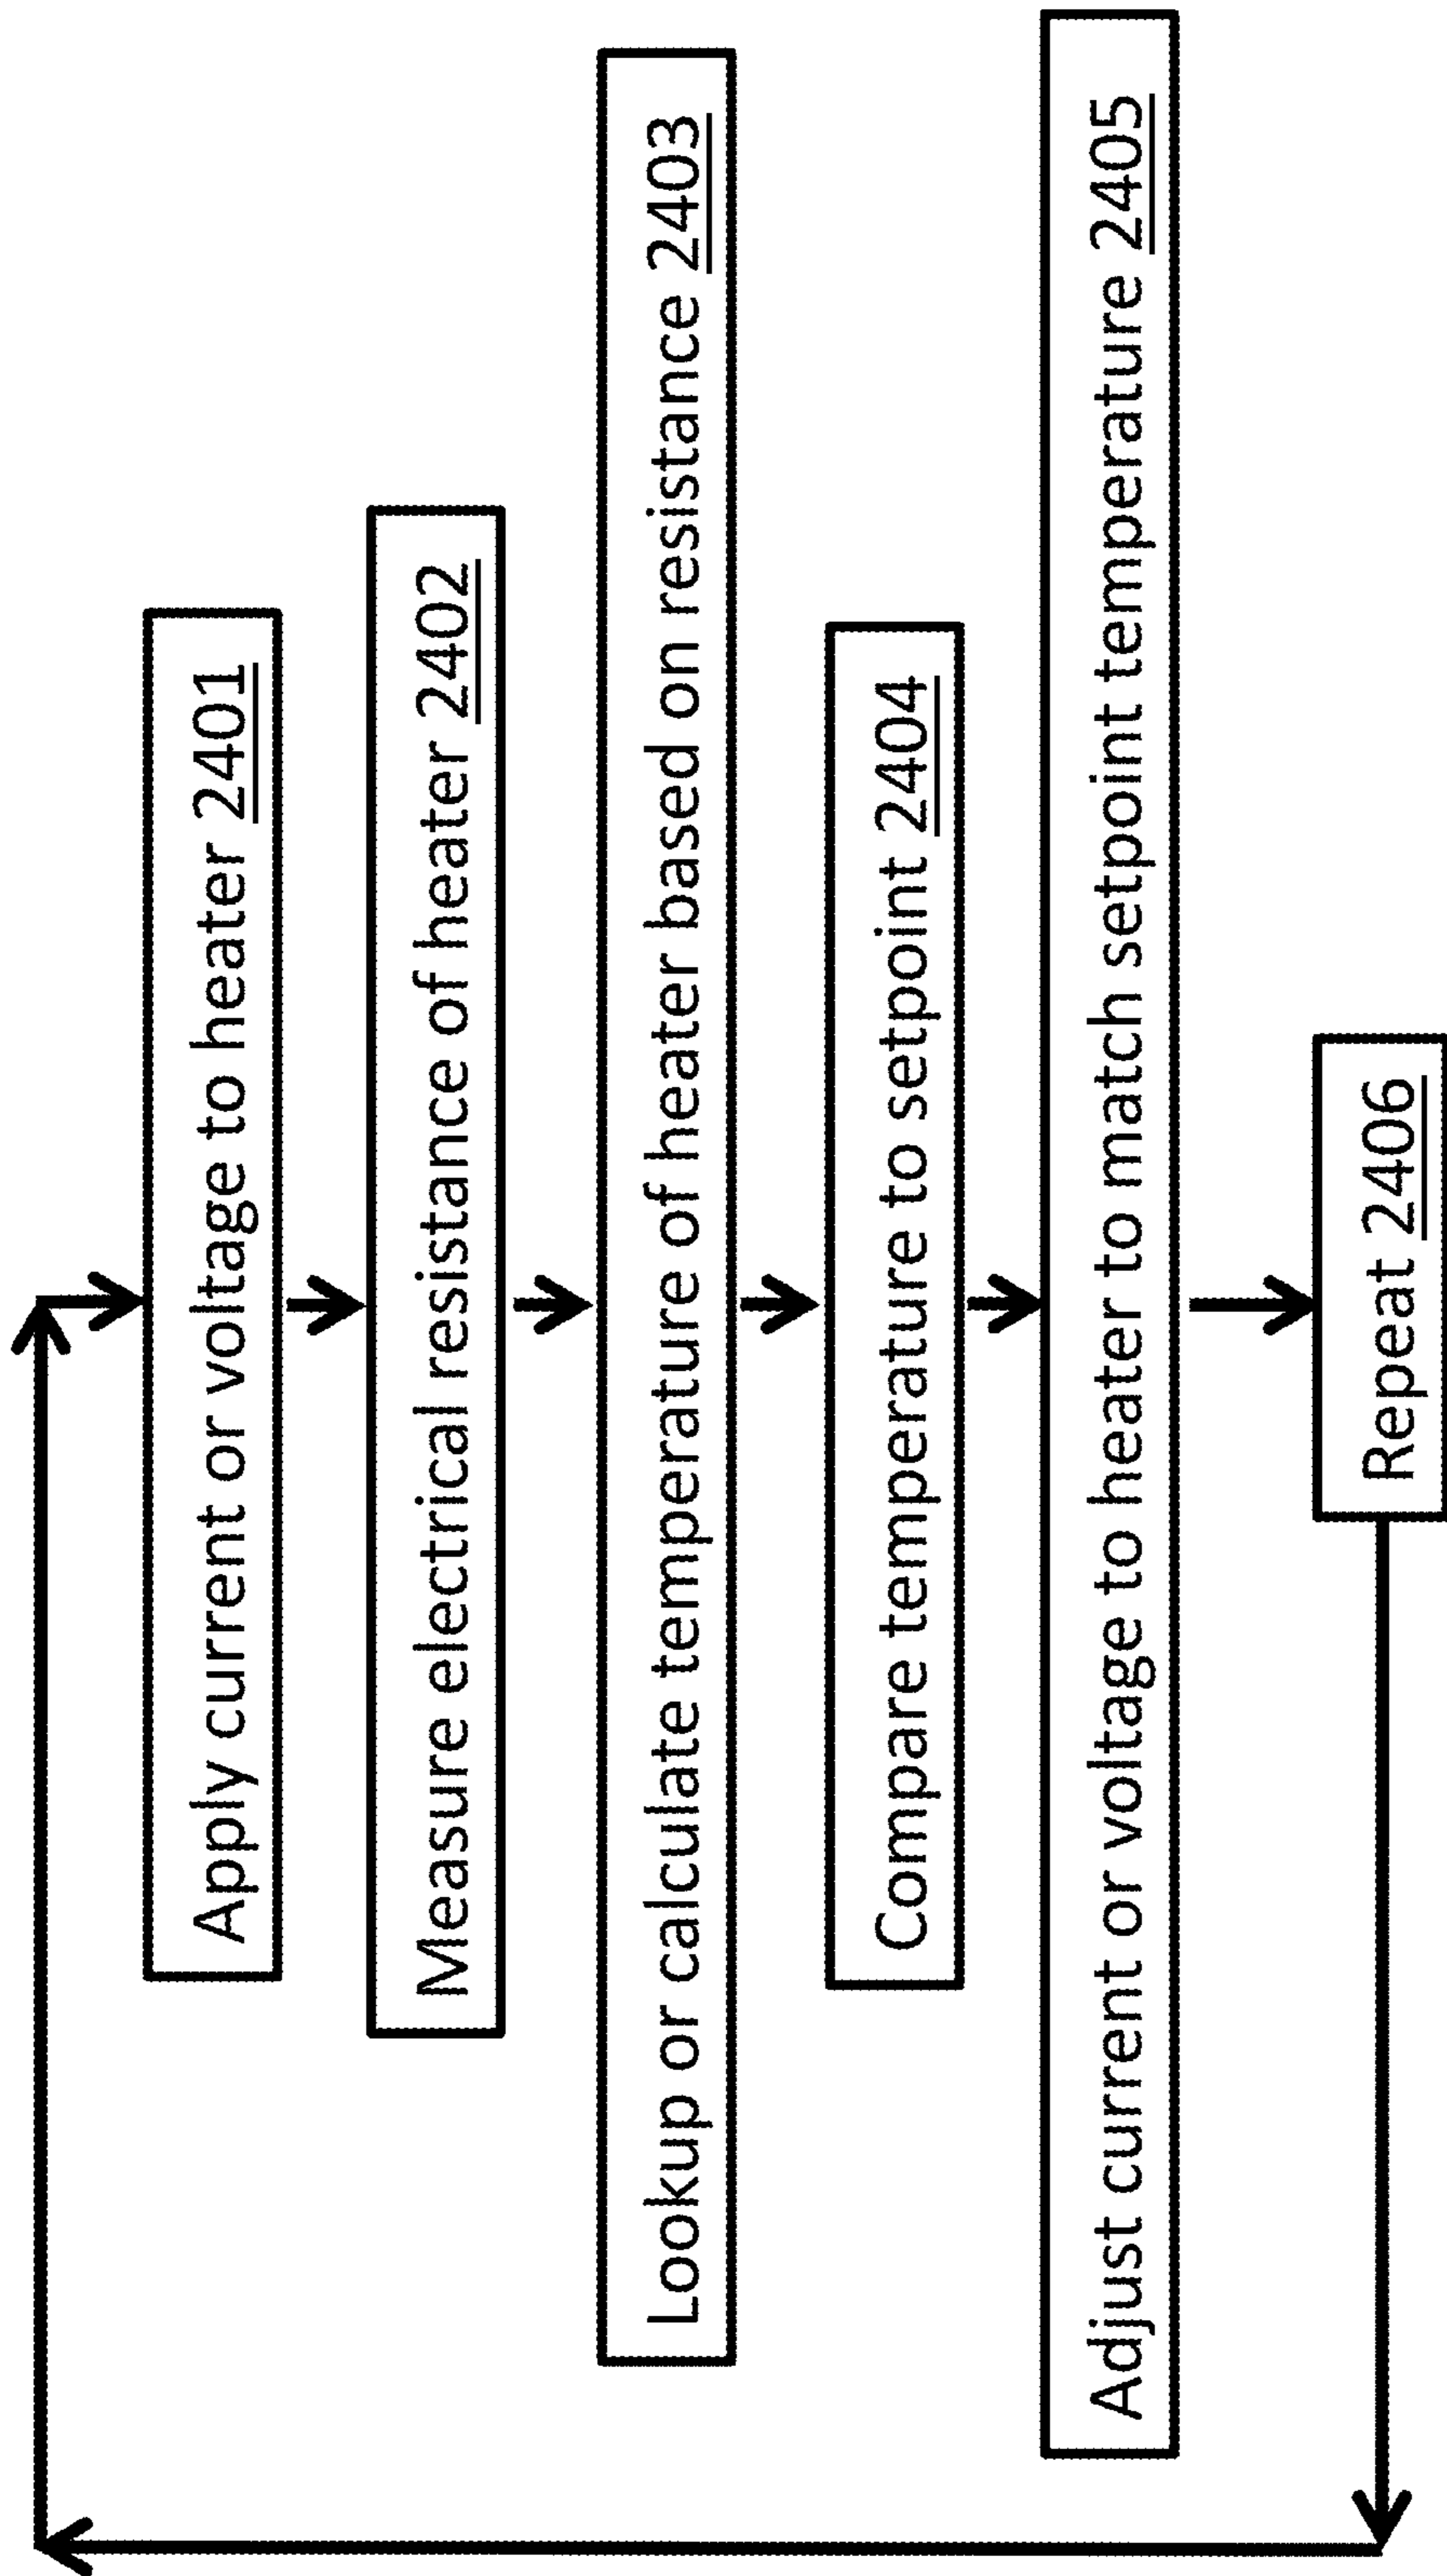 Apply current or voltage to heater 2401
Measure electrical resistance of heater 2402
Lookup or calculate temperature of heater based on resistance 2403
Compare temperature to setpoint 2404
Adjust current or voltage to heater to match setpoint temperature 2405
Repeat 2406